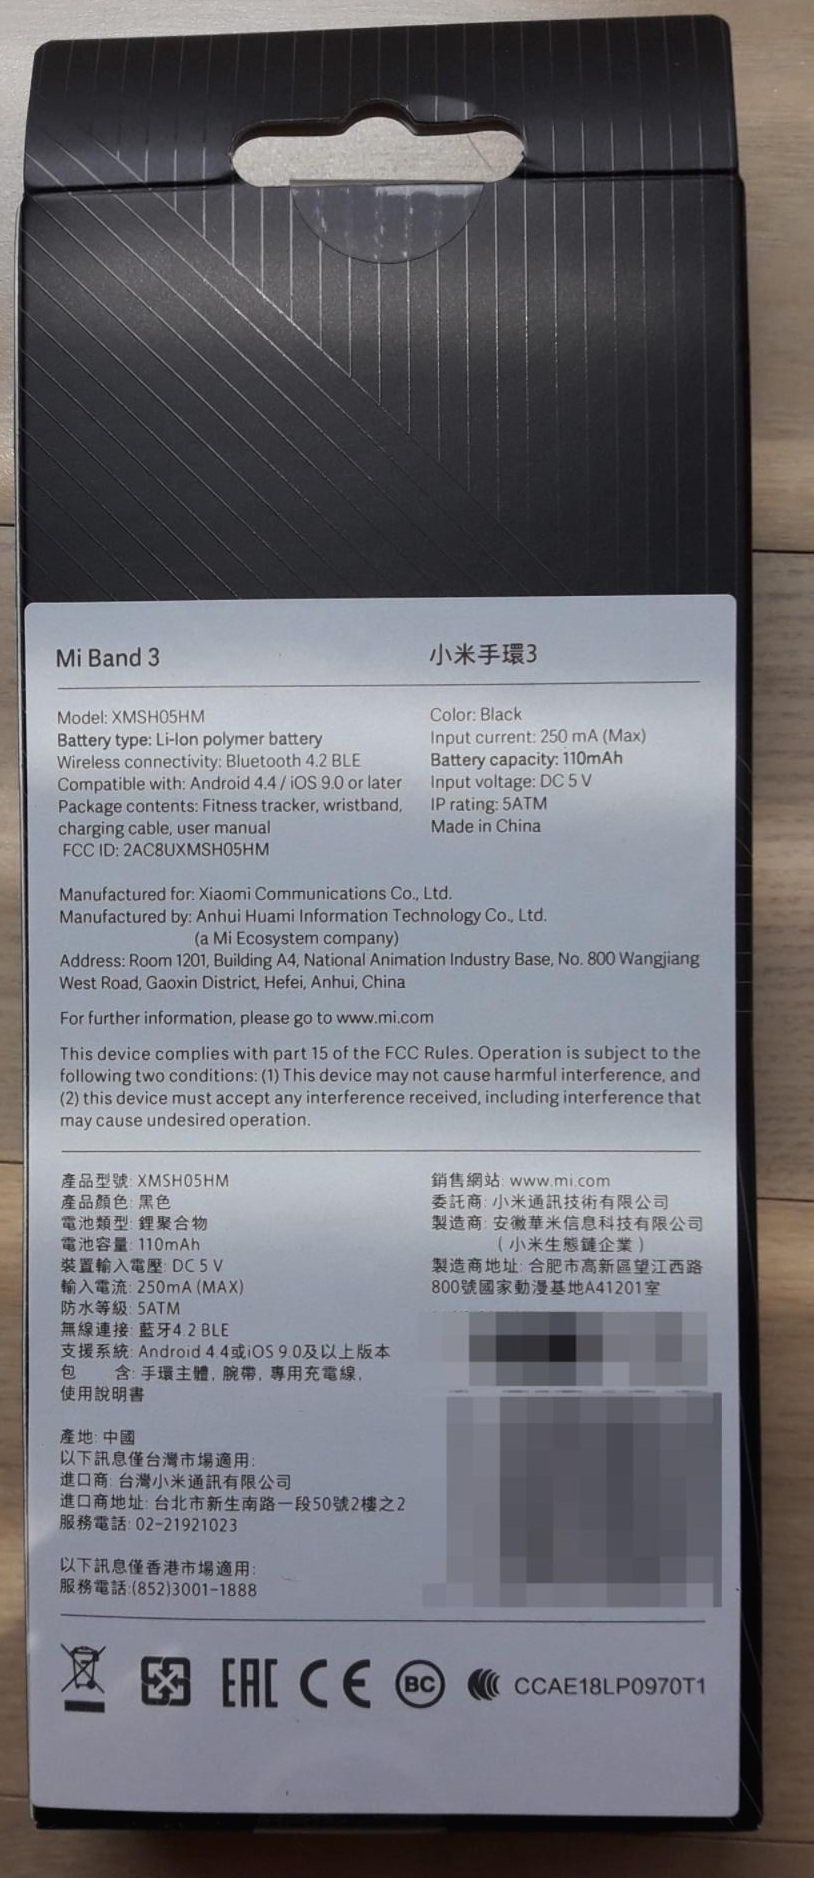 Mi Band 3
小米手環3
Model: XMSH05HM
Battery type: Li-Ion polymer battery
Wireless connectivity: Bluetooth 4.2 BLE
Compatible with: Android 4.4 / iOS 9.0 or later
Package contents: Fitness tracker, wristband,
charging cable, user manual
FCC ID: 2AC8UXMSH05HM
Color: Black
Input current: 250 mA (Max)
Battery capacity: 110mAh
Input voltage: DC 5 V
IP rating: 5ATM
Made in China
Manufactured for: Xiaomi Communications Co., Ltd.
Manufactured by: Anhui Huami Information Technology Co., Ltd.
(a Mi Ecosystem company)
Address: Room 1201, Building A4, National Animation Industry Base, No. 800 Wangjiang
West Road, Gaoxin District, Hefei, Anhui, China
For further information, please go to www.mi.com
This device complies with part 15 of the FCC Rules. Operation is subject to the
following two conditions: (1) This device may not cause harmful interference, and
(2) this device must accept any interference received, including interference that
may cause undesired operation.
產品型號: XMSH05HM
產品顏色: 黑色
電池類型: 鋰聚合物
電池容量: 110mAh
裝置輸入電壓: DC 5 V
輸入電流: 250mA (MAX)
防水等級: 5ATM
無線連接: 藍牙4.2 BLE
支援系統: Android 4.4或iOS 9.0及以上版本
包 含: 手環主體, 腕帶, 專用充電線,
使用說明書
產地: 中國
以下訊息僅台灣市場適用:
進口商: 台灣小米通訊有限公司
進口商地址: 台北市新生南路一段50號2樓之2
服務電話: 02-21921023
以下訊息僅香港市場適用:
服務電話:(852)3001-1888
銷售網站: www.mi.com
委託商: 小米通訊技術有限公司
製造商: 安徽華米信息科技有限公司
( 小米生態鏈企業 )
製造商地址: 合肥市高新區望江西路
800號國家動漫基地A41201室
EAC CE BC CCAE18LP0970T1